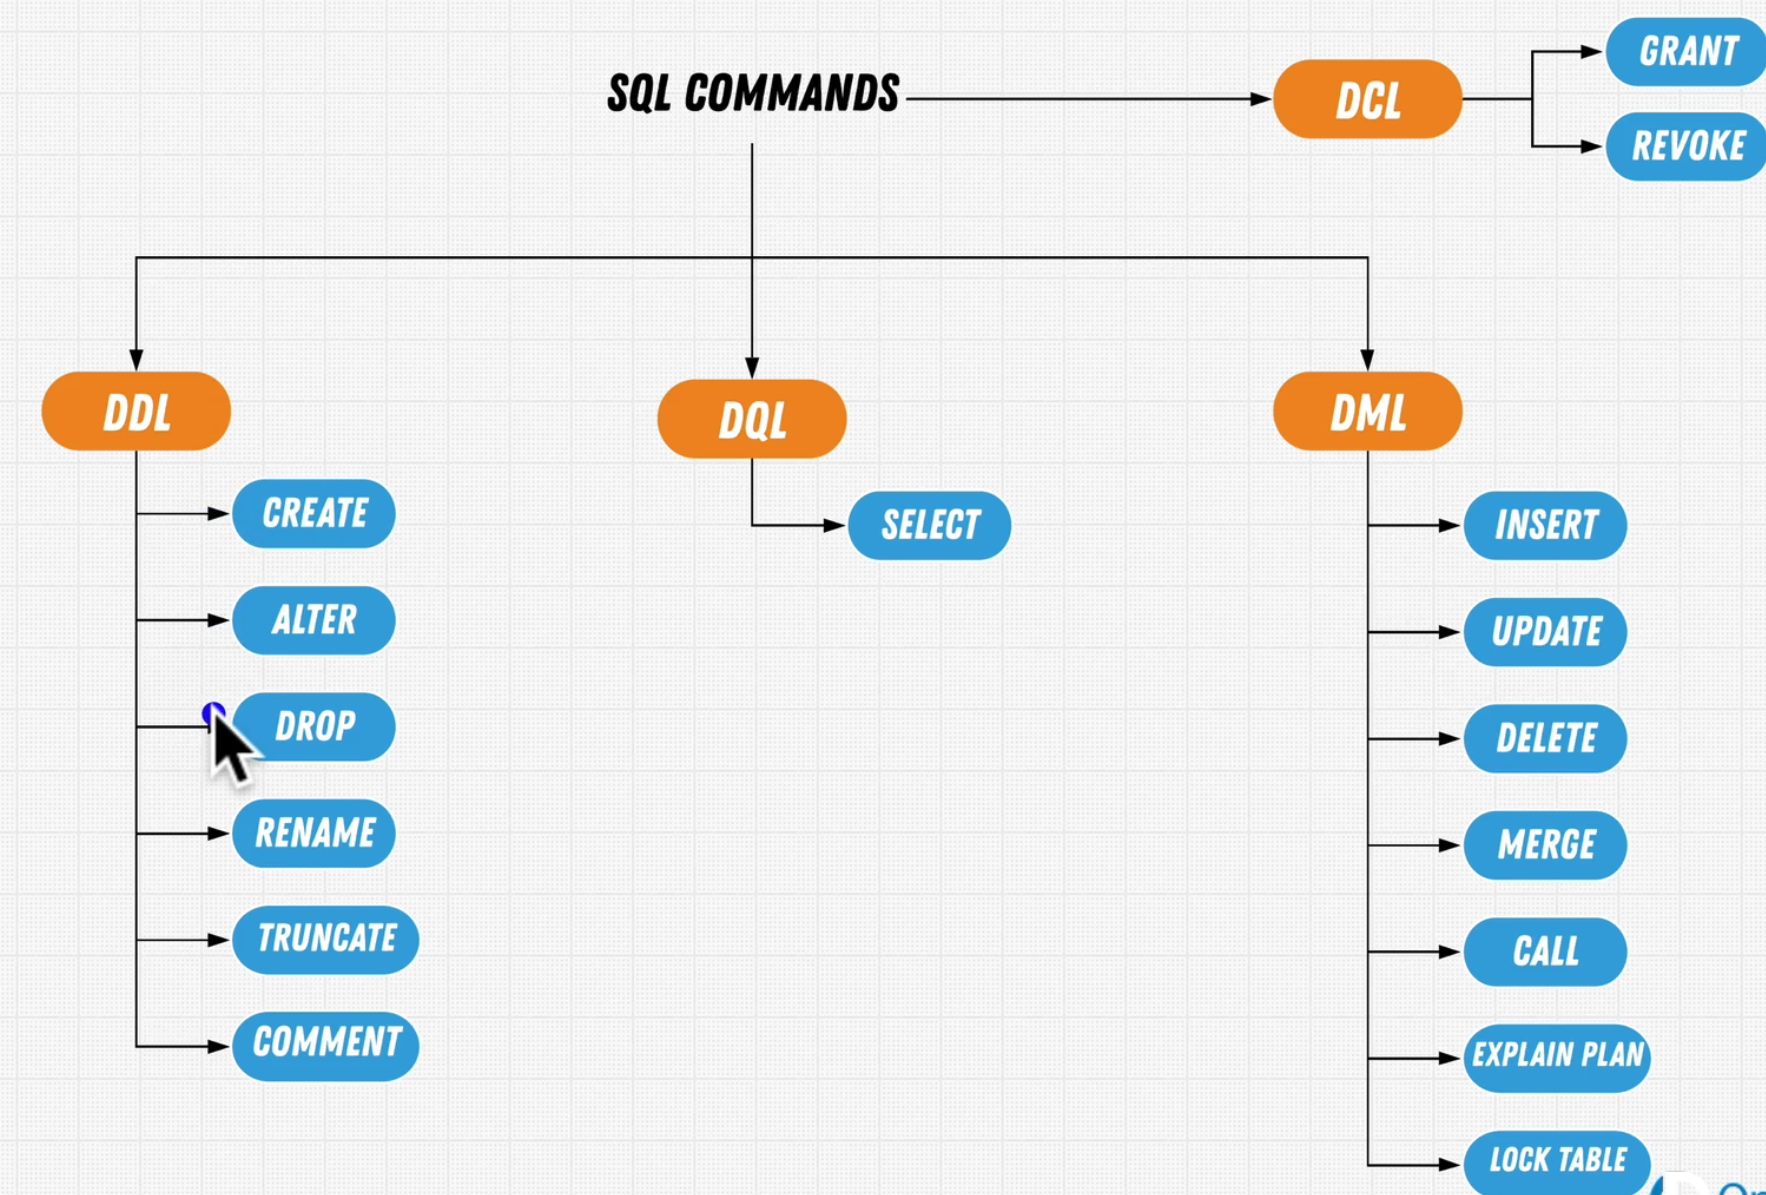 SQL COMMANDS
DCL
GRANT
REVOKE
DDL
CREATE
ALTER
DROP
RENAME
TRUNCATE
COMMENT
DQL
SELECT
DML
INSERT
UPDATE
DELETE
MERGE
CALL
EXPLAIN PLAN
LOCK TABLE